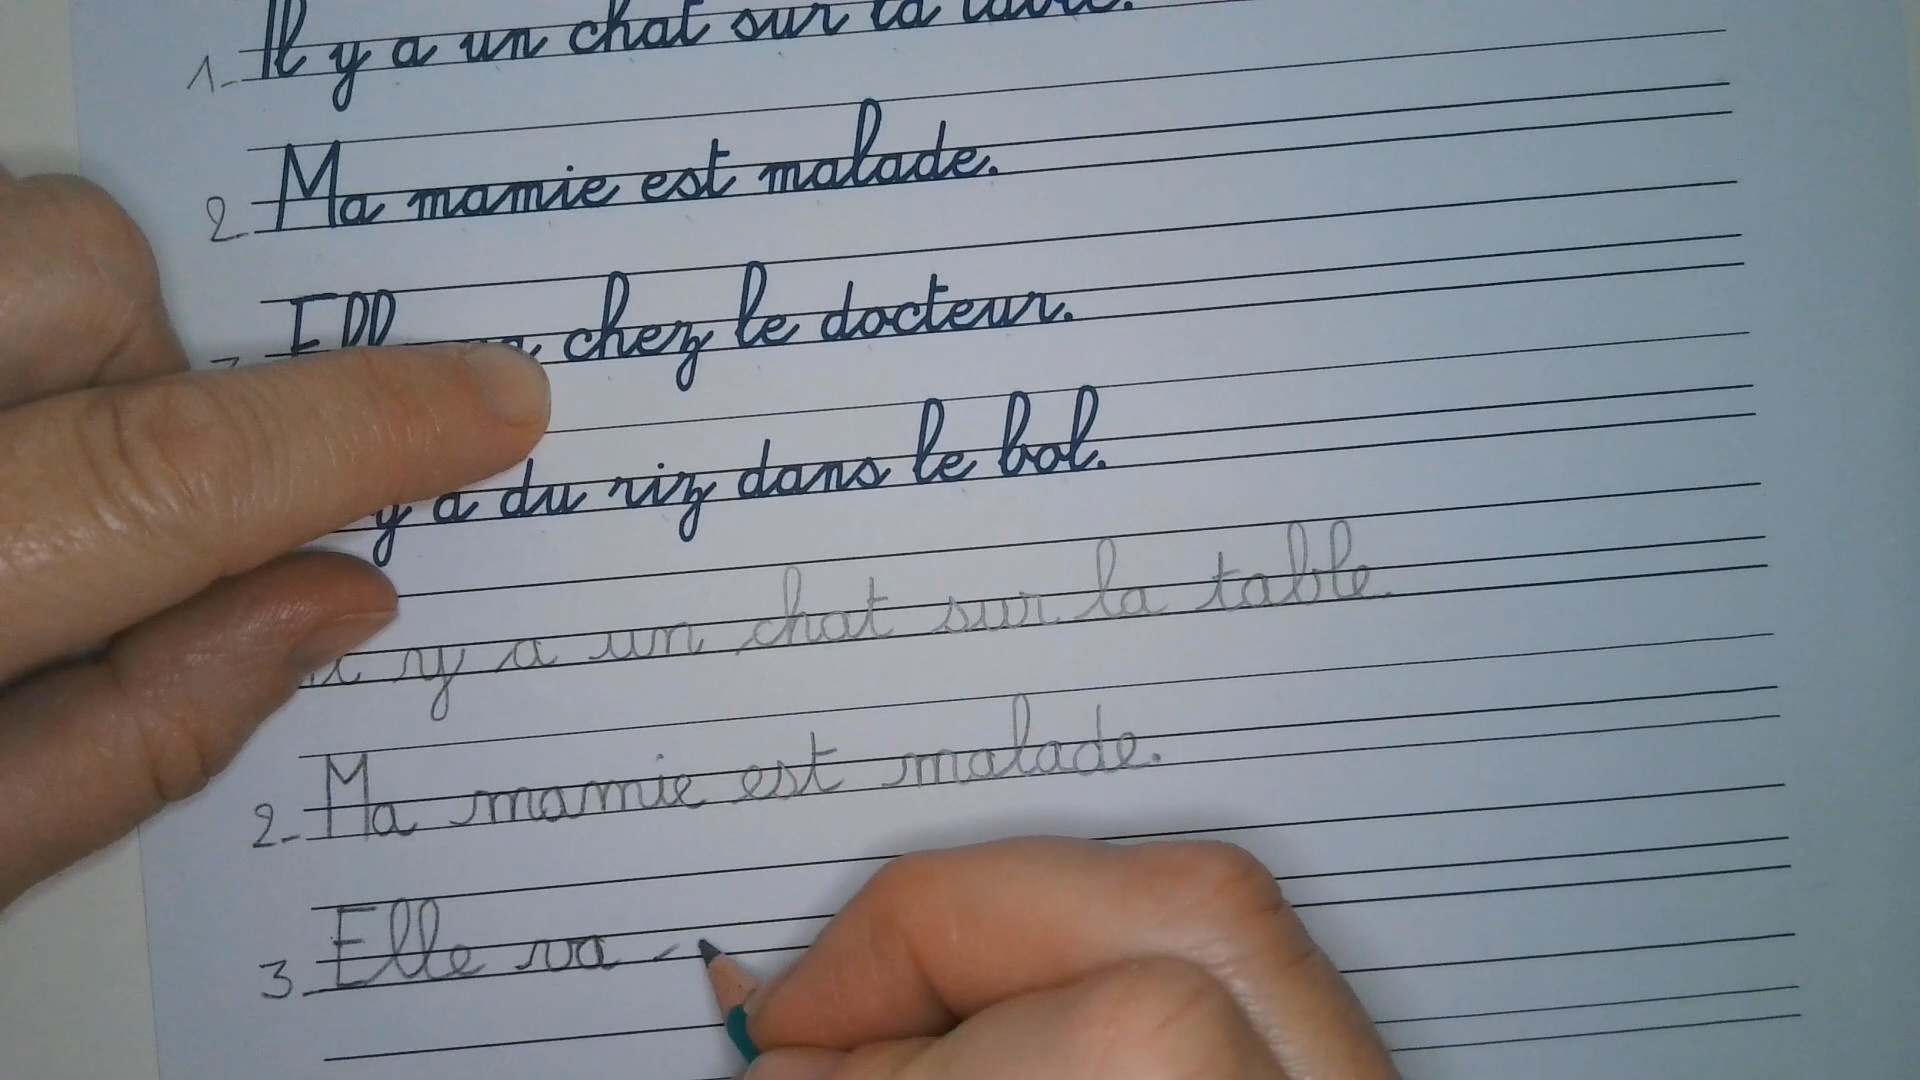 1- Il y a un chat sur la table.
2- Ma mamie est malade.
chez le docteur.
y a du riz dans le bol.
y a un chat sur la table.
2- Ma mamie est malade.
3- Elle va